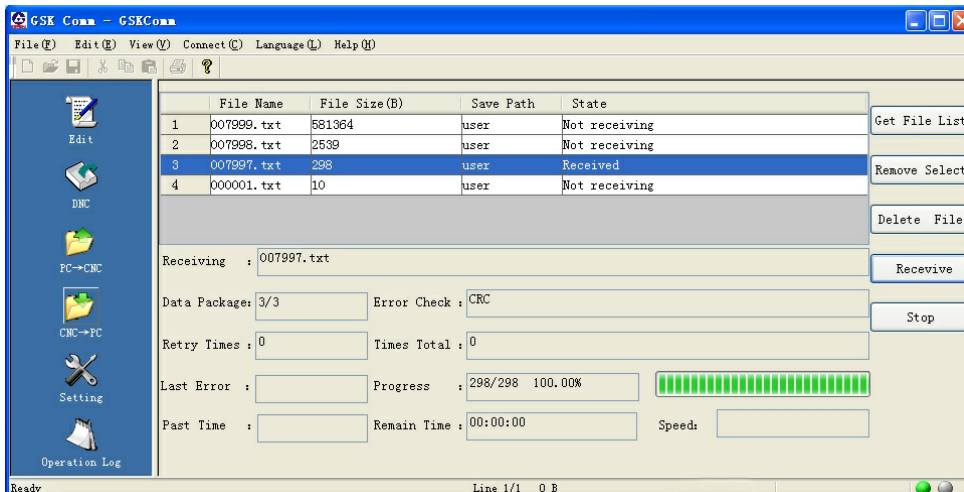 GSK Comm - GSKComm
File(F) Edit(E) View(V) Connect(C) Language(L) Help(H)
File Name File Size(B) Save Path State
1 007999.txt 581364 user Not receiving
2 007998.txt 2539 user Not receiving
3 007997.txt 298 user Received
4 000001.txt 10 user Not receiving
Get File List
Remove Select
Delete File
Recevive
Stop
Edit
DNC
PC→CNC
CNC→PC
Setting
Operation Log
Receiving : 007997.txt
Data Package: 3/3 Error Check : CRC
Retry Times : 0 Times Total : 0
Last Error : Progress : 298/298 100.00%
Past Time : Remain Time : 00:00:00 Speed:
Ready Line 1/1 0 B